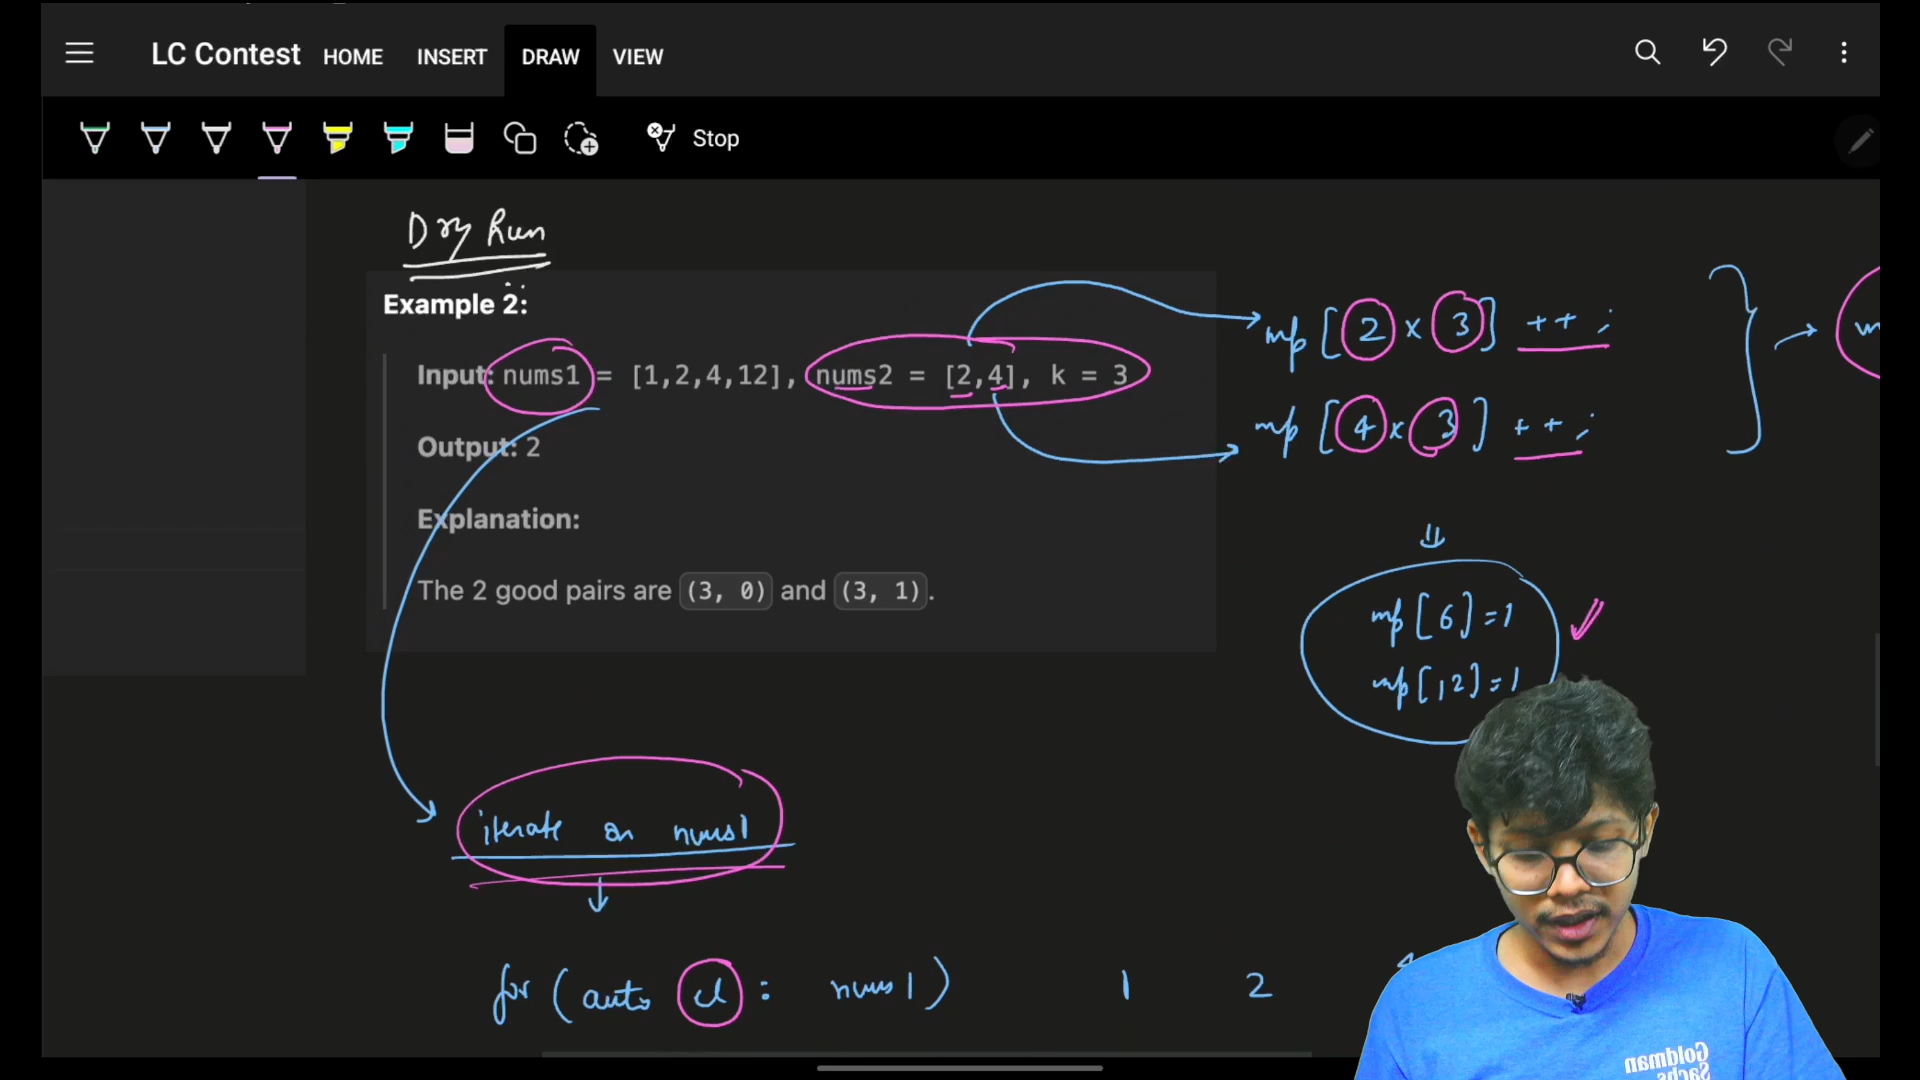 LC Contest HOME INSERT DRAW VIEW
Stop
Dry Run
Example 2:
Input: nums1 = [1,2,4,12], nums2 = [2,4], k = 3
Output: 2
Explanation:
The 2 good pairs are (3, 0) and (3, 1).
mp [2 x 3] ++ ;
mp [4 x 3] ++ ;
mp [6] = 1
mp [12] = 1
iterate on nums1
for (auto el : nums1) 1 2
Goldman
Sachs